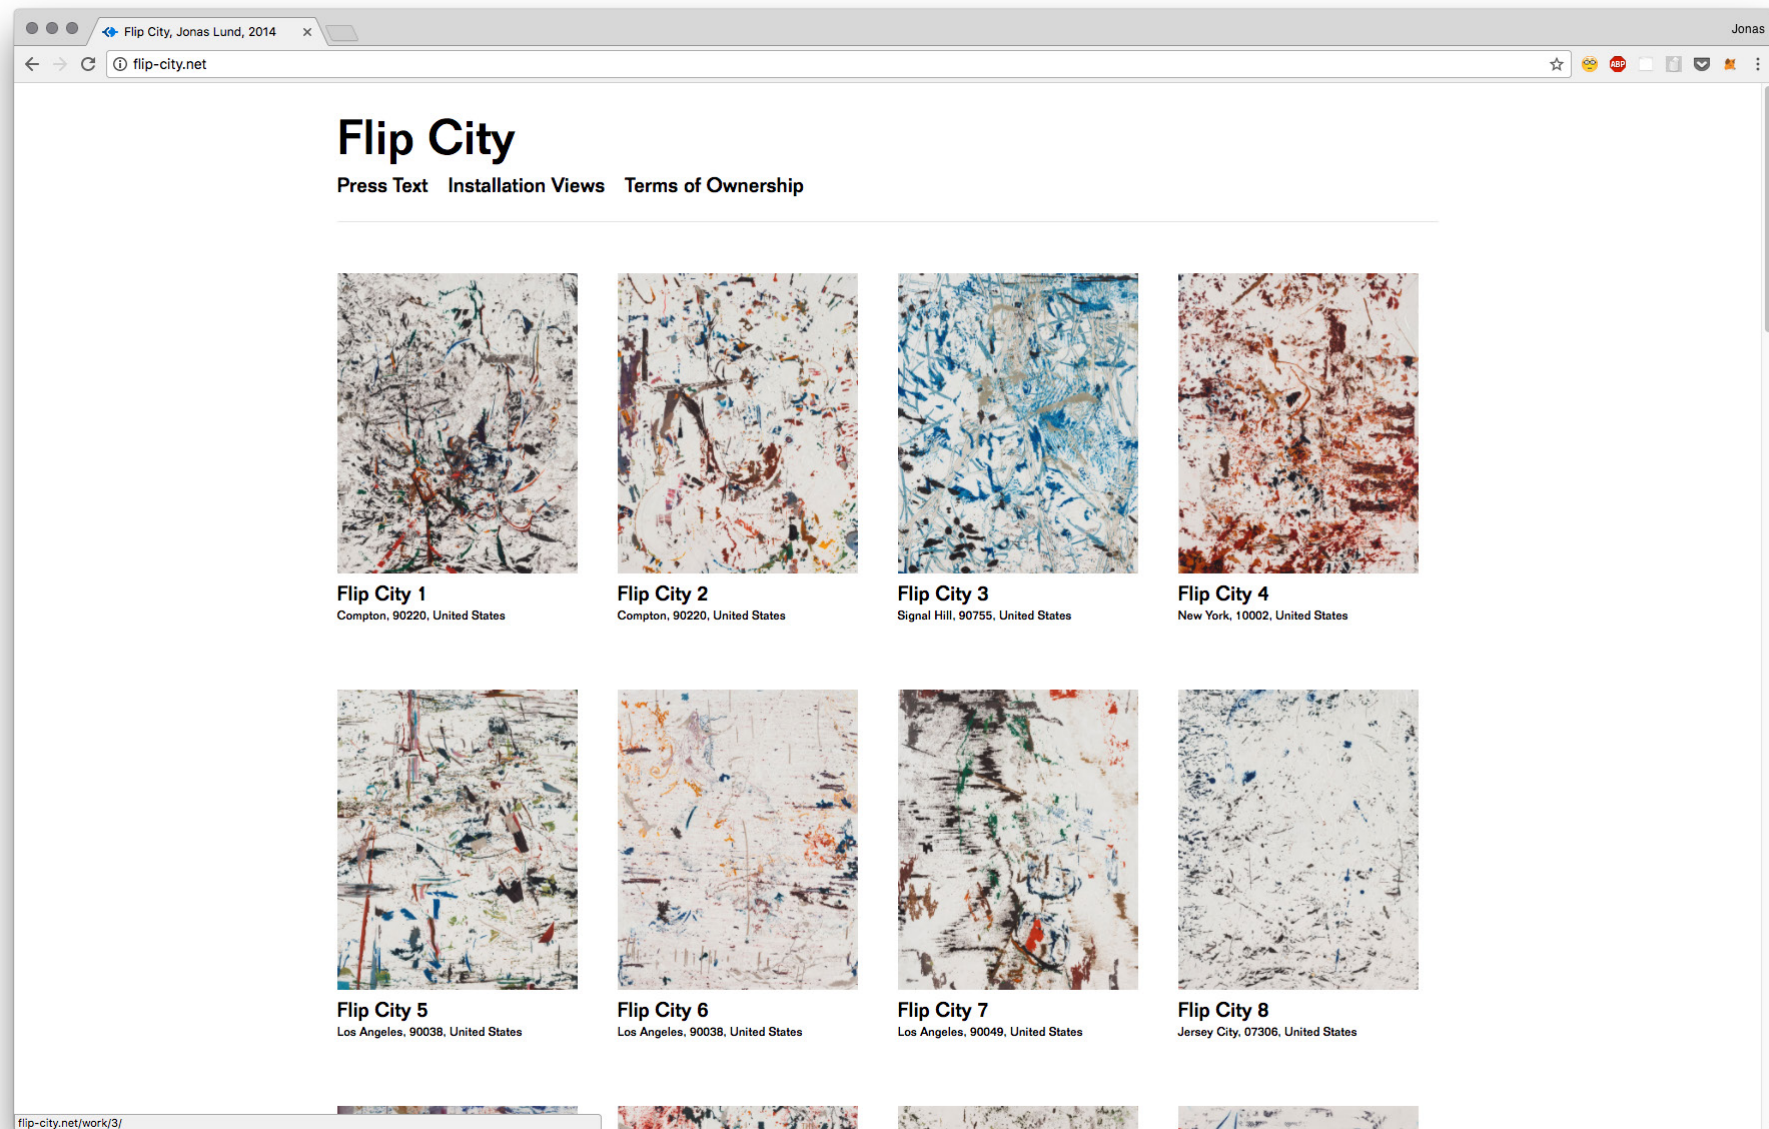 Flip City, Jonas Lund, 2014
Jonas
flip-city.net
ABP
Flip City
Press Text Installation Views Terms of Ownership
Flip City 1
Compton, 90220, United States
Flip City 2
Compton, 90220, United States
Flip City 3
Signal Hill, 90755, United States
Flip City 4
New York, 10002, United States
Flip City 5
Los Angeles, 90038, United States
Flip City 6
Los Angeles, 90038, United States
Flip City 7
Los Angeles, 90049, United States
Flip City 8
Jersey City, 07306, United States
flip-city.net/work/3/